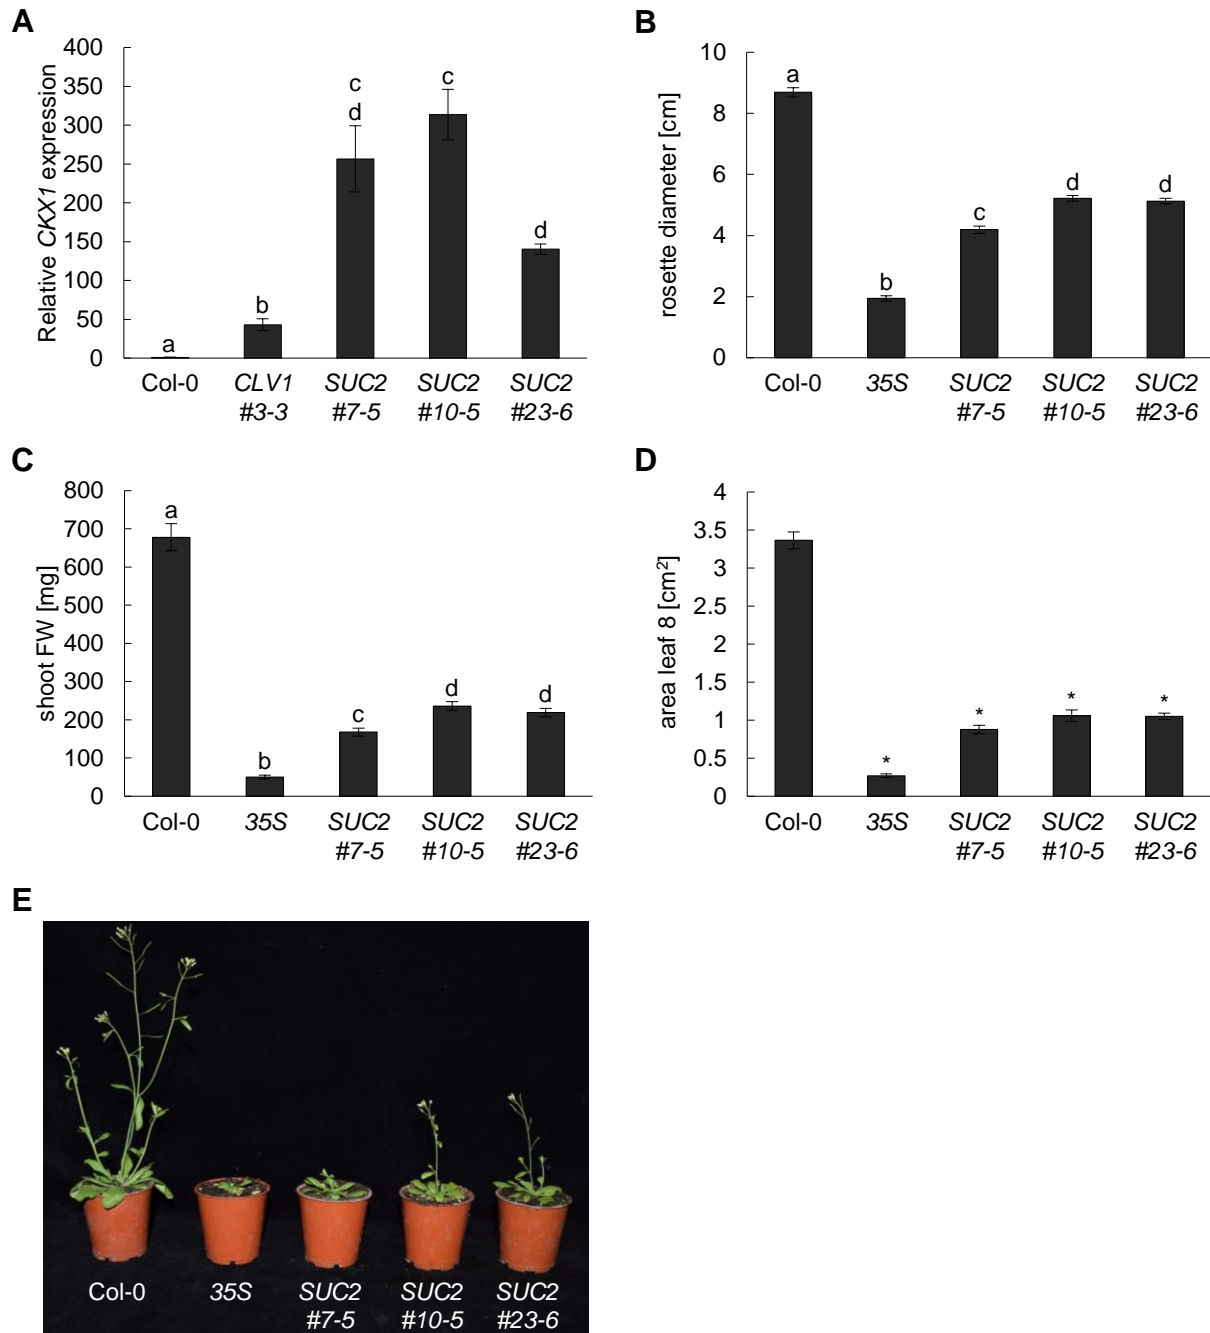 A
Relative CKX1 expression
400
350
300
250
200
150
100
50
0
a
b
c
d
c
d
Col-0
CLV1
#3-3
SUC2
#7-5
SUC2
#10-5
SUC2
#23-6
B
rosette diameter [cm]
10
8
6
4
2
0
a
b
c
d
d
Col-0
35S
SUC2
#7-5
SUC2
#10-5
SUC2
#23-6
C
shoot FW [mg]
800
700
600
500
400
300
200
100
0
a
b
c
d
d
Col-0
35S
SUC2
#7-5
SUC2
#10-5
SUC2
#23-6
D
area leaf 8 [cm²]
4
3.5
3
2.5
2
1.5
1
0.5
0
*
*
*
*
Col-0
35S
SUC2
#7-5
SUC2
#10-5
SUC2
#23-6
E
Col-0
35S
SUC2
#7-5
SUC2
#10-5
SUC2
#23-6